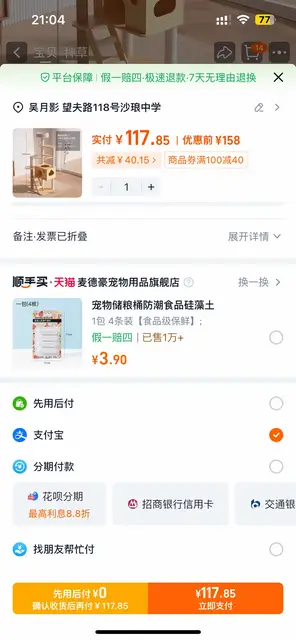 21:04
77
宝贝
种草
14
平台保障 | 假一赔四·极速退款·7天无理由退换
吴月影 望夫路118号沙琅中学
实付 ¥117.85 | 优惠前 ¥158
共减 ¥40.15 >
商品券满100减40
- 1 +
备注·发票已折叠
展开详情
顺手买·天猫 麦德豪宠物用品旗舰店
换一换
一包(4条)
宠物储粮桶防潮食品硅藻土
1包 4条装【食品级保鲜】;
假一赔四 | 已售1万+
¥3.90
先用后付
支付宝
分期付款
花呗分期
最高利息8.8折
招商银行信用卡
交通银
找朋友帮忙付
先用后付 ¥0
确认收货后再付 ¥117.85
¥117.85
立即支付